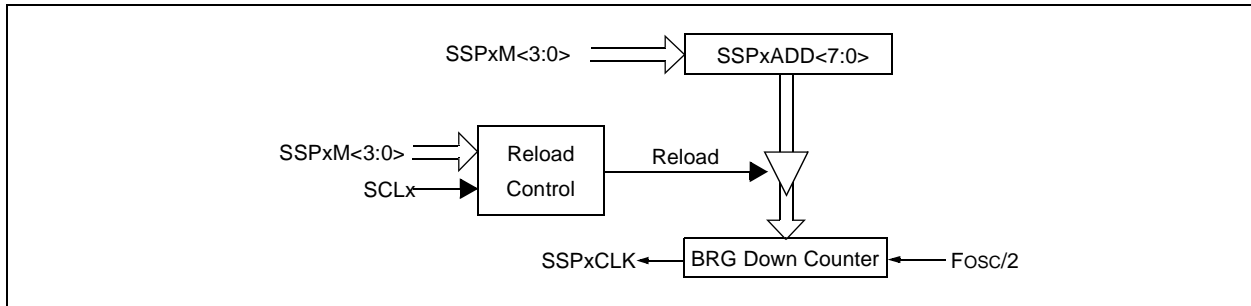 SSPxM<3:0>
SSPxADD<7:0>
SSPxM<3:0>
Reload
Control
Reload
SCLx
SSPxCLK
BRG Down Counter
FOSC/2